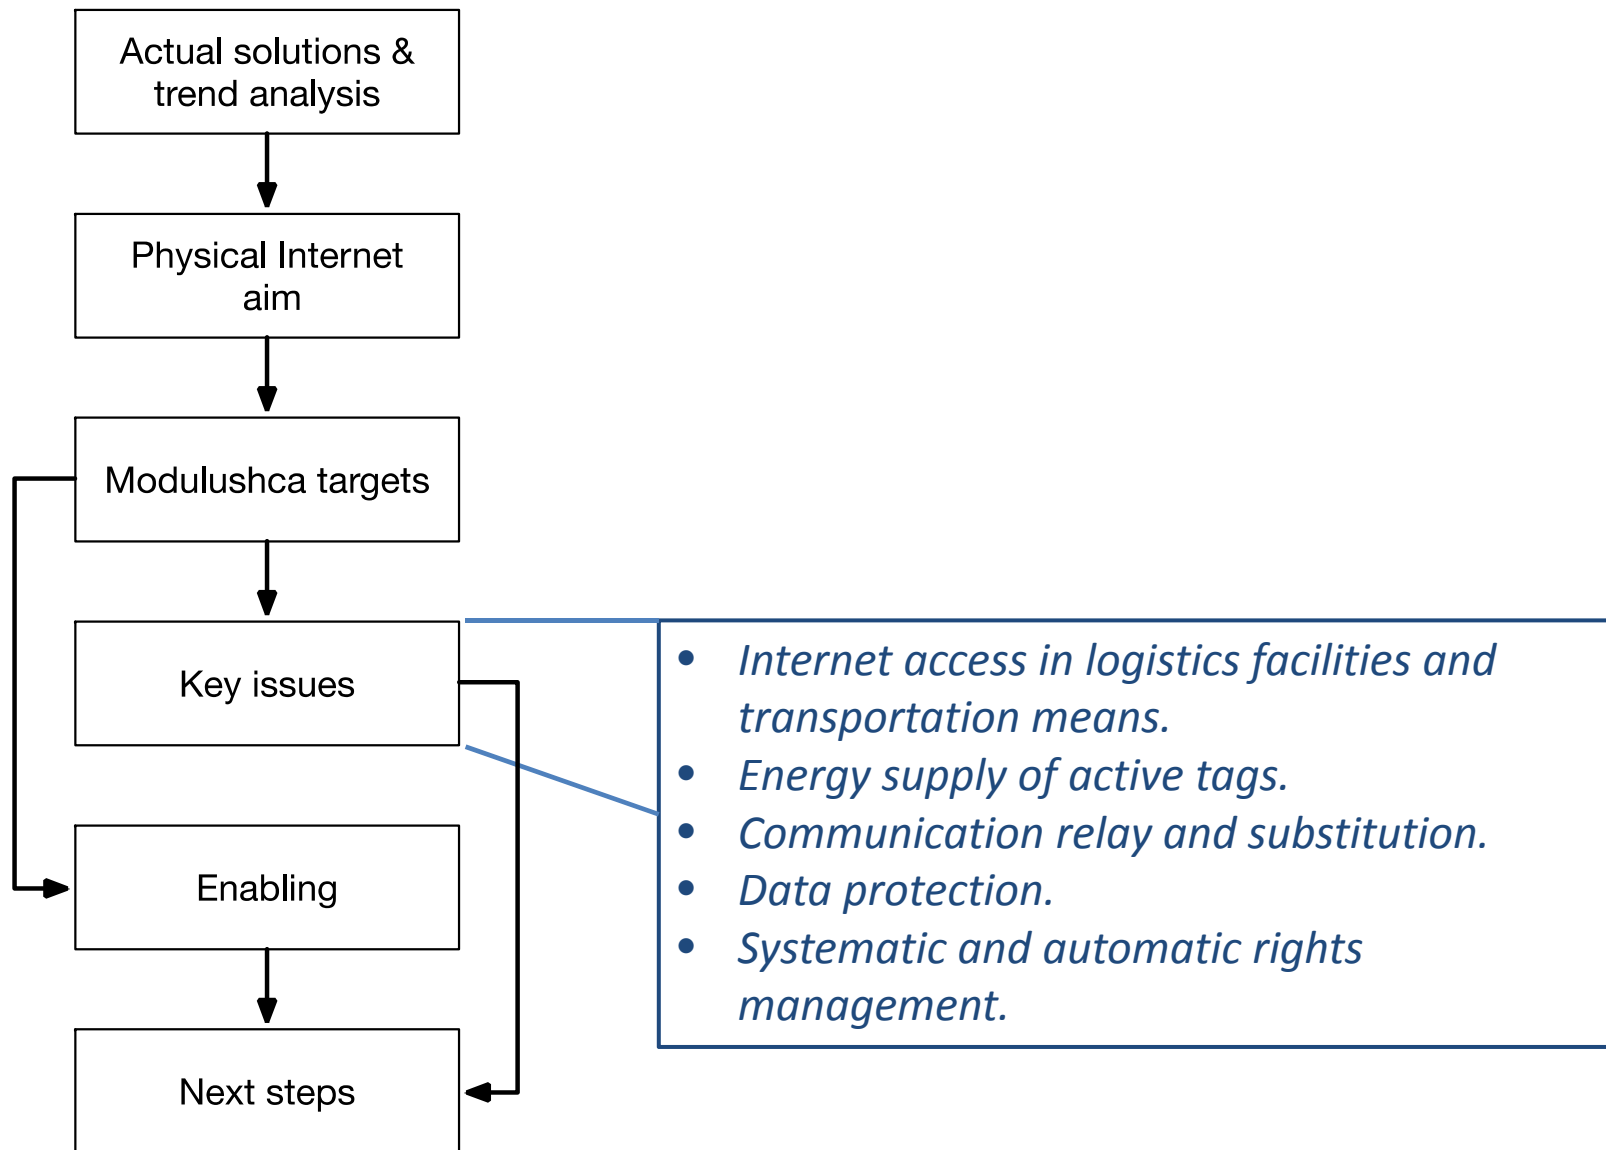 Actual solutions &
trend analysis
Physical Internet
aim
Modulushca targets
Key issues
• Internet access in logistics facilities and
transportation means.
• Energy supply of active tags.
• Communication relay and substitution.
• Data protection.
• Systematic and automatic rights
management.
Enabling
Next steps